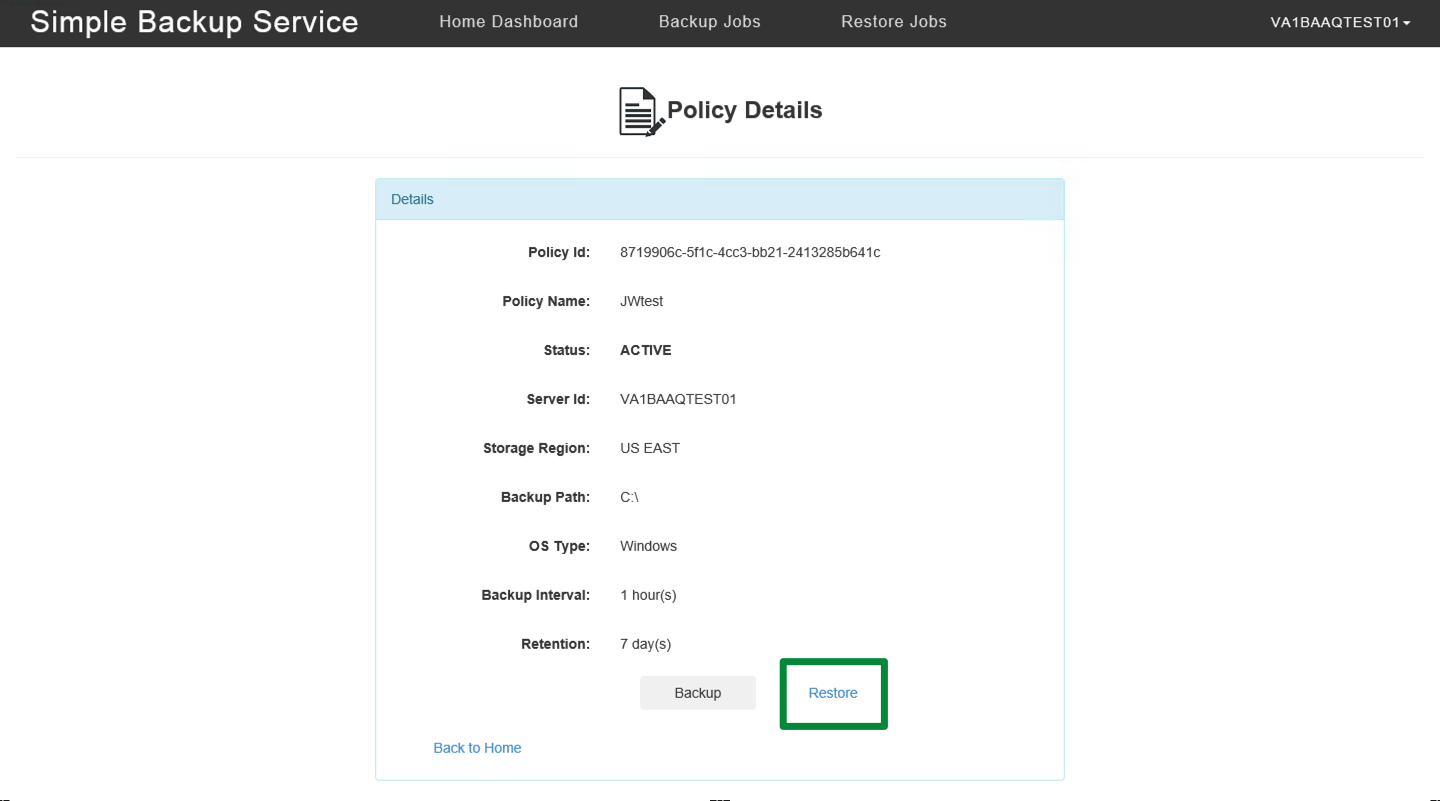 Simple Backup Service Home Dashboard Backup Jobs Restore Jobs VA1BAAQTEST01
Policy Details
Details
Policy Id: 8719906c-5f1c-4cc3-bb21-2413285b641c
Policy Name: JWtest
Status: ACTIVE
Server Id: VA1BAAQTEST01
Storage Region: US EAST
Backup Path: C:\
OS Type: Windows
Backup Interval: 1 hour(s)
Retention: 7 day(s)
Backup Restore
Back to Home